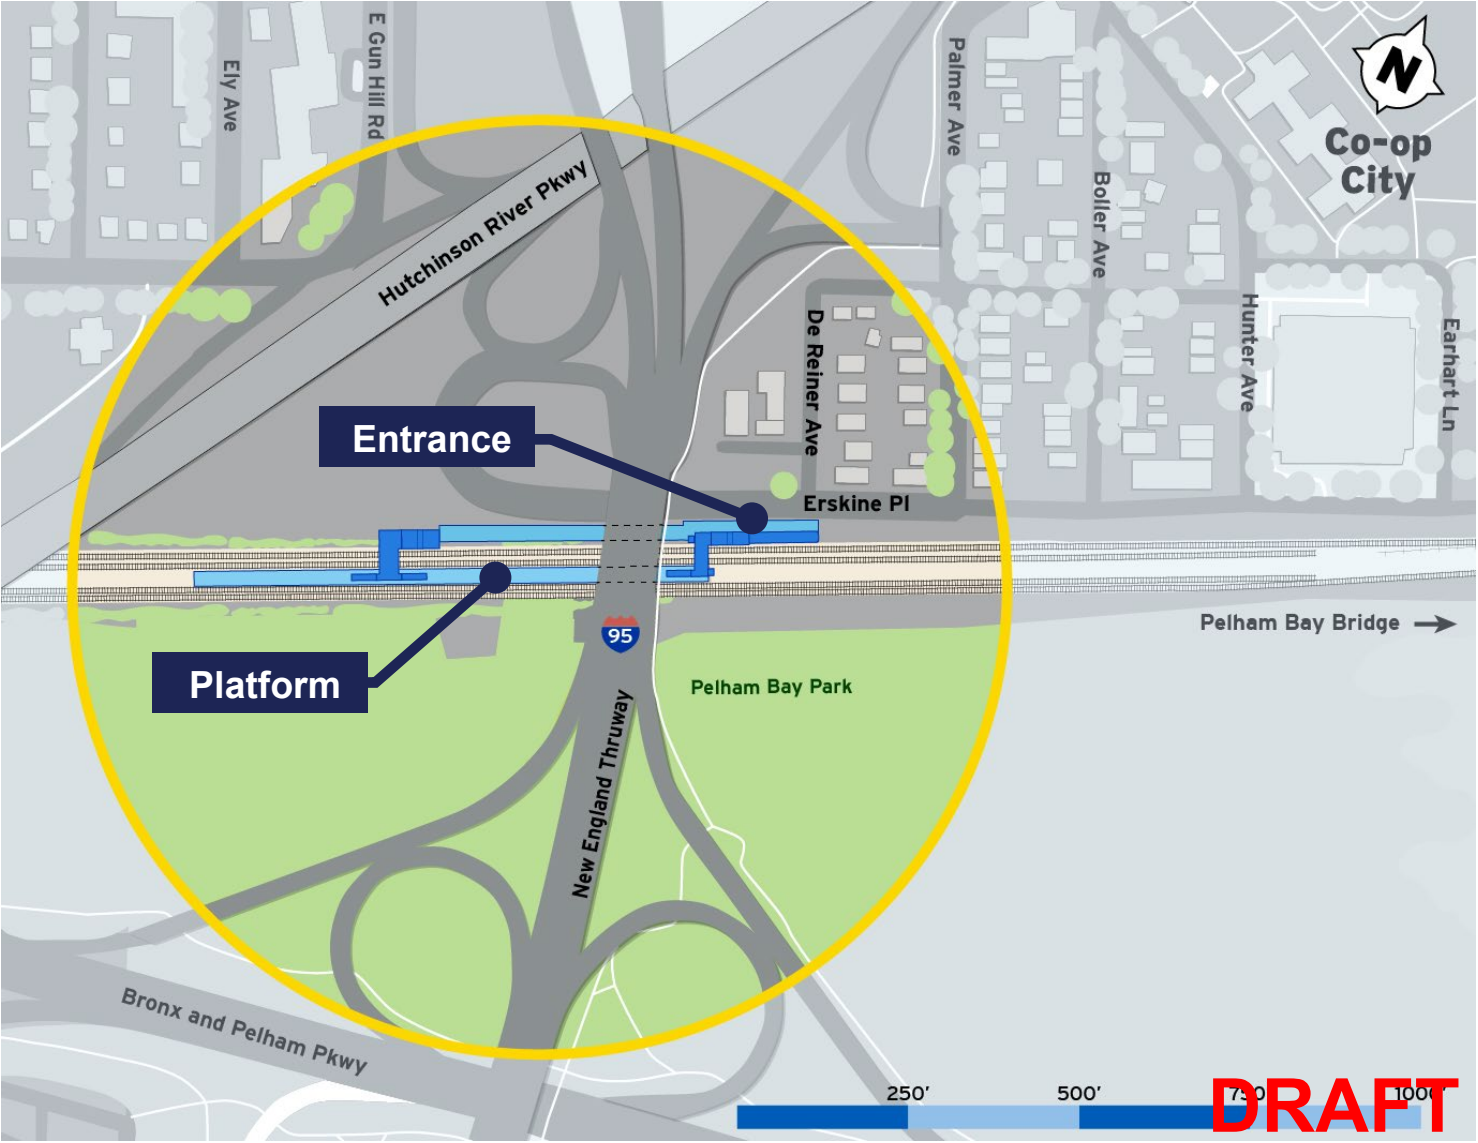 E Gun Hill Rd
Ely Ave
Palmer Ave
N
Co-op
City
Boller Ave
Hutchinson River Pkwy
Hunter Ave
De Reiner Ave
Earhart Ln
Entrance
Erskine Pl
95
Pelham Bay Bridge
Platform
Pelham Bay Park
New England Thruway
Bronx and Pelham Pkwy
250' 500' 750' 1000'
DRAFT